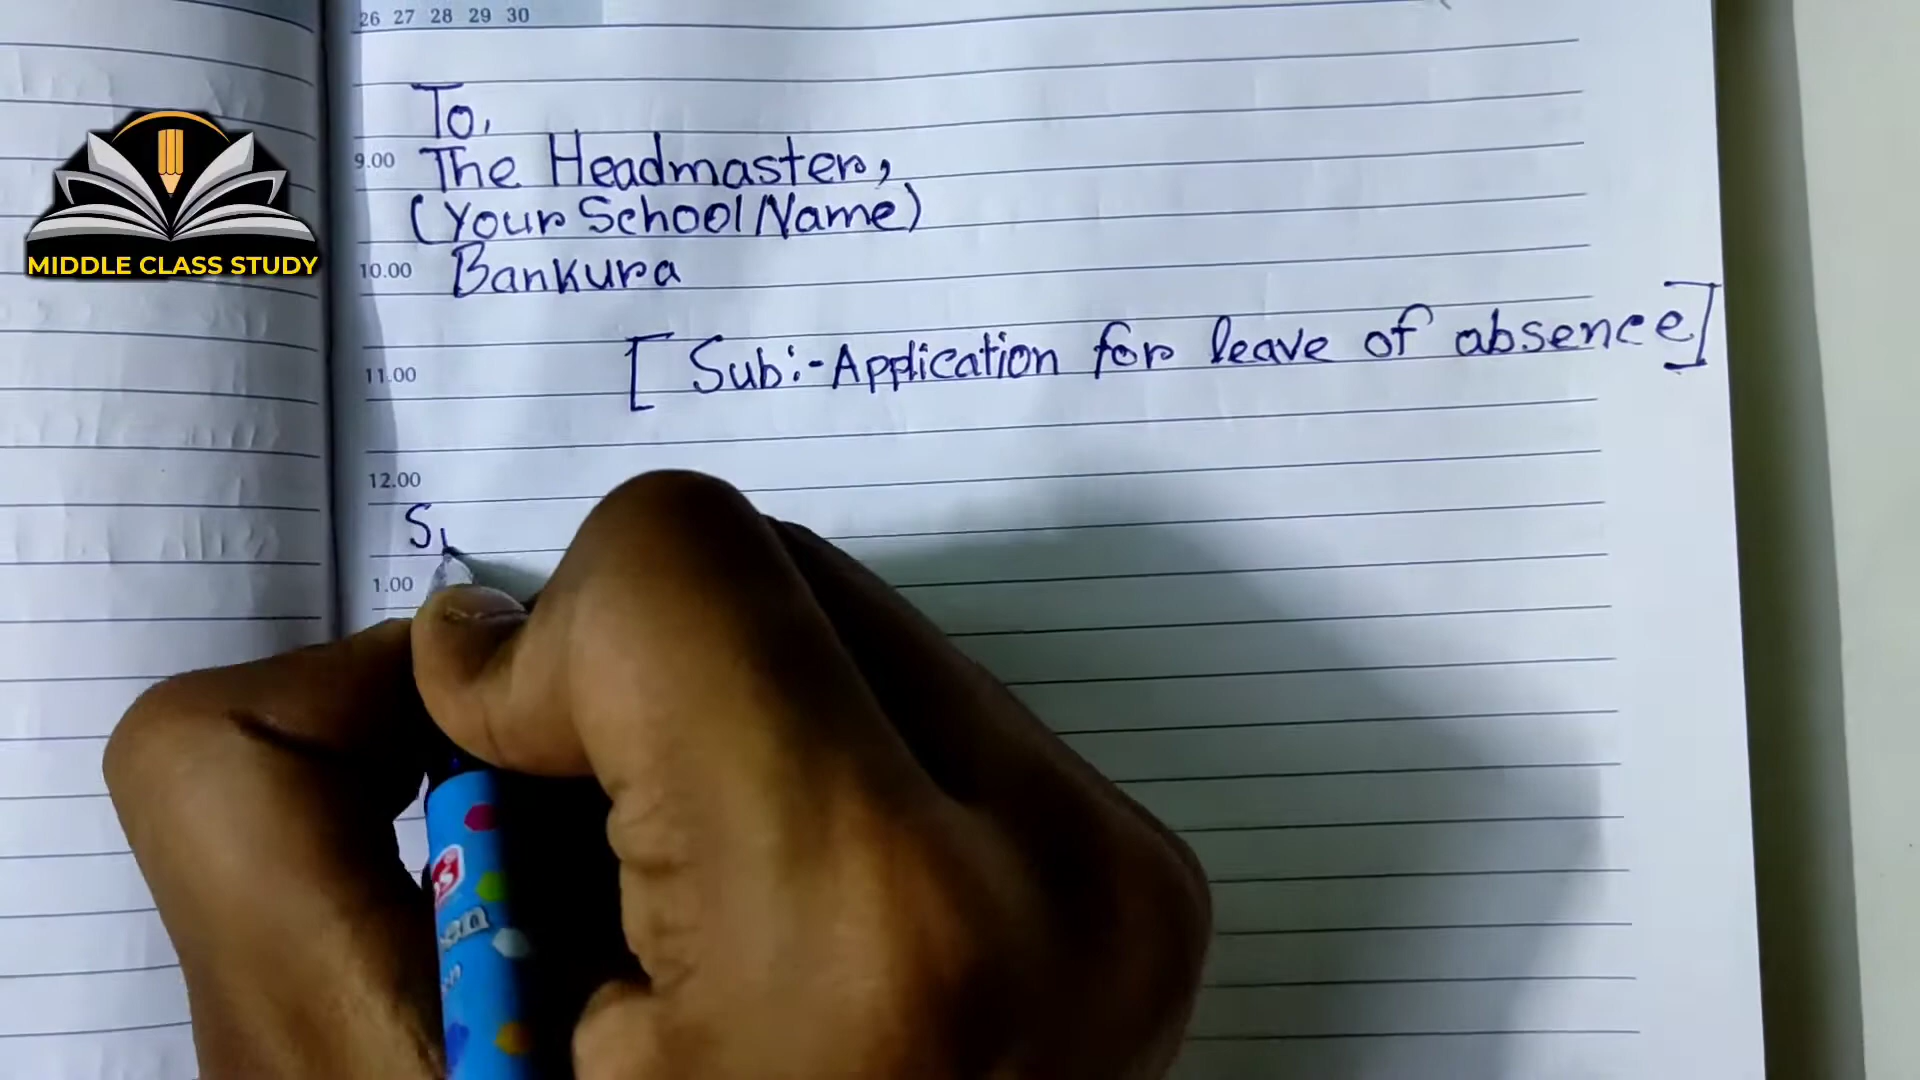 26 27 28 29 30
To,
9.00 The Headmaster,
(Your School Name)
10.00 Bankura
[Sub:-Application for leave of absence]
11.00
12.00
1.00
MIDDLE CLASS STUDY